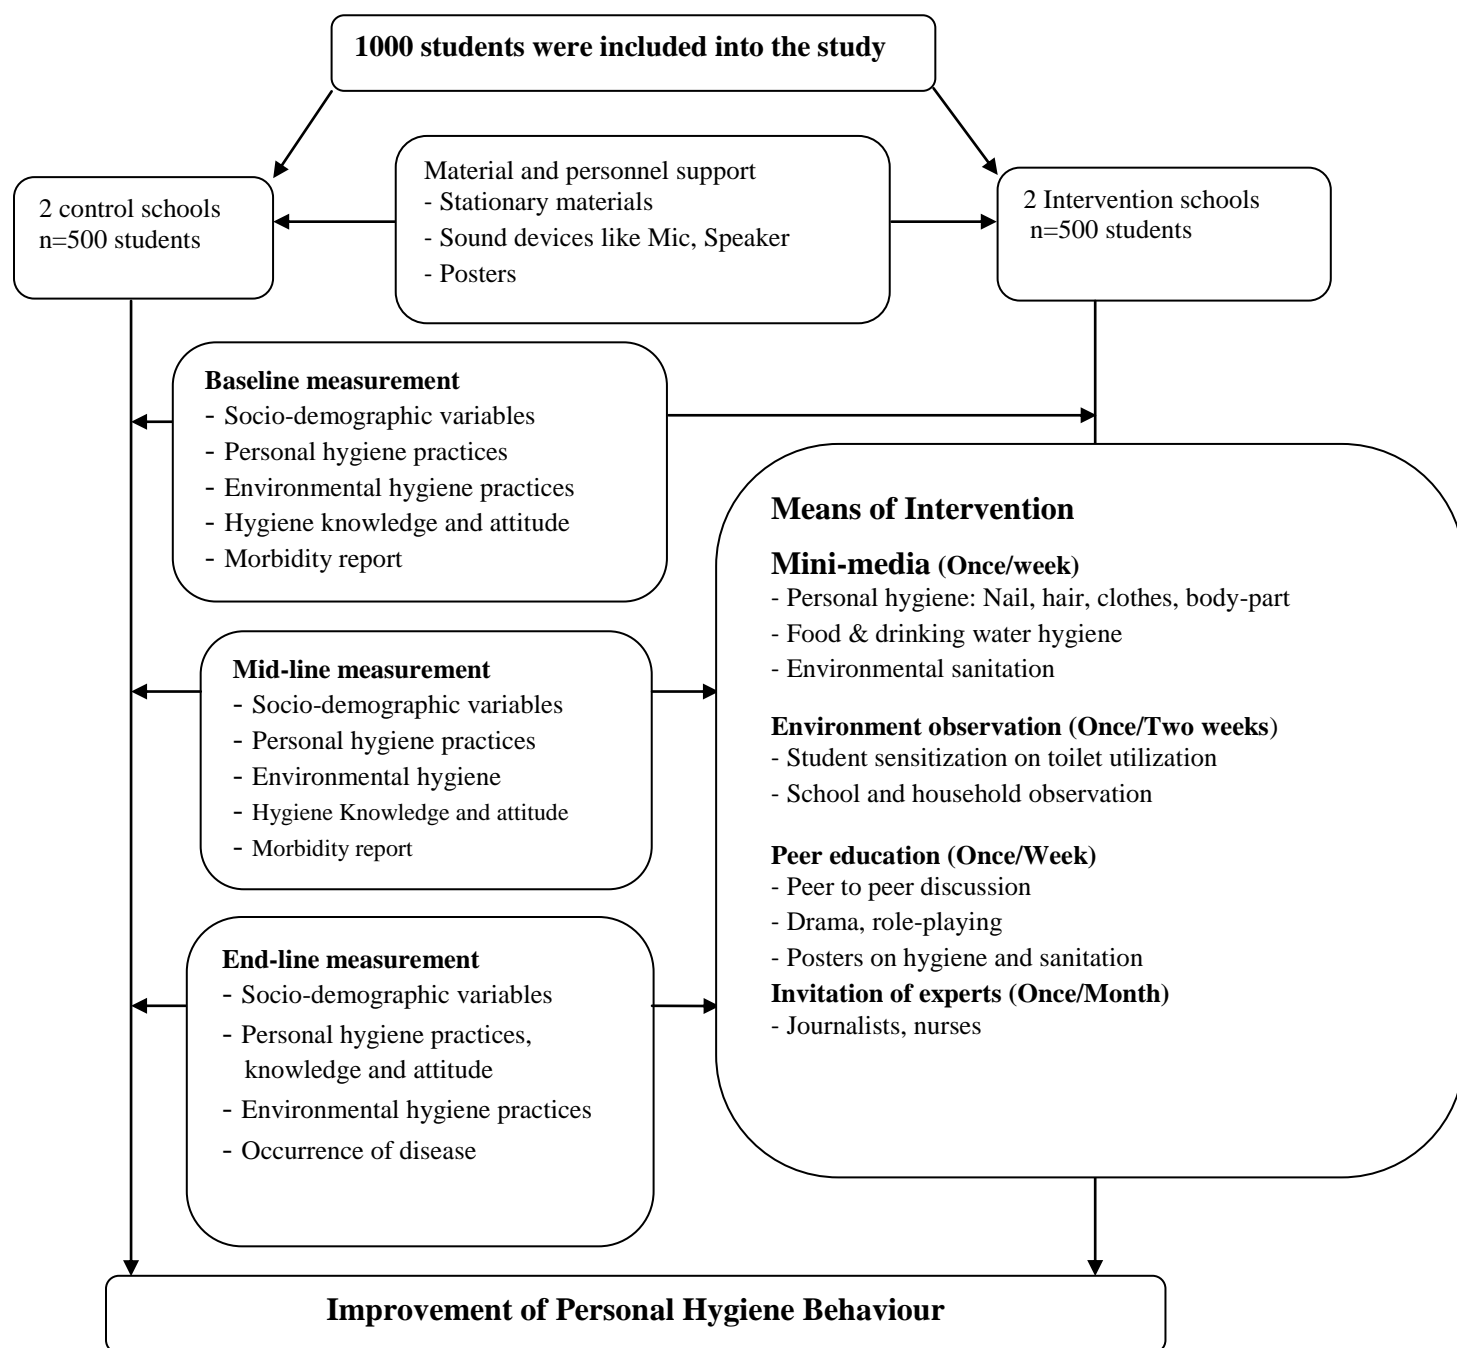 1000 students were included into the study
Material and personnel support
- Stationary materials
- Sound devices like Mic, Speaker
- Posters
2 control schools
n=500 students
2 Intervention schools
n=500 students
Baseline measurement
- Socio-demographic variables
- Personal hygiene practices
- Environmental hygiene practices
- Hygiene knowledge and attitude
- Morbidity report
Mid-line measurement
- Socio-demographic variables
- Personal hygiene practices
- Environmental hygiene
- Hygiene Knowledge and attitude
- Morbidity report
End-line measurement
- Socio-demographic variables
- Personal hygiene practices,
knowledge and attitude
- Environmental hygiene practices
- Occurrence of disease
Means of Intervention
Mini-media (Once/week)
- Personal hygiene: Nail, hair, clothes, body-part
- Food & drinking water hygiene
- Environmental sanitation
Environment observation (Once/Two weeks)
- Student sensitization on toilet utilization
- School and household observation
Peer education (Once/Week)
- Peer to peer discussion
- Drama, role-playing
- Posters on hygiene and sanitation
Invitation of experts (Once/Month)
- Journalists, nurses
Improvement of Personal Hygiene Behaviour